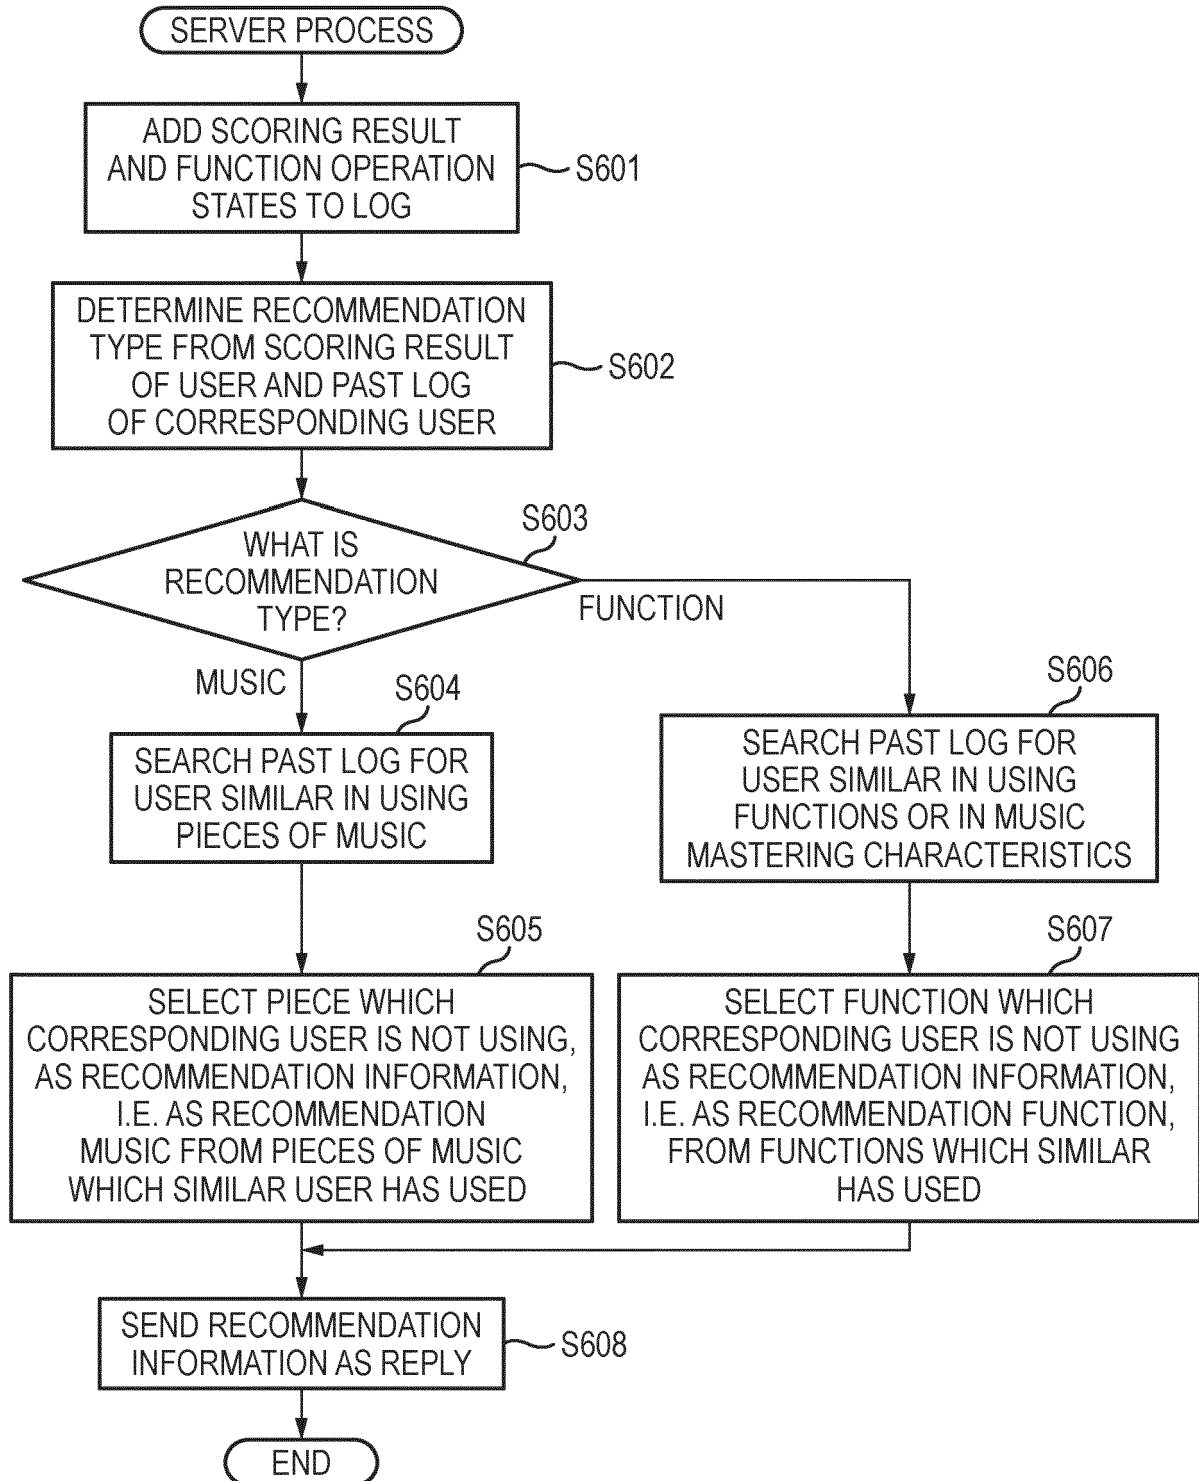 SERVER PROCESS
ADD SCORING RESULT
AND FUNCTION OPERATION
STATES TO LOG
S601
DETERMINE RECOMMENDATION
TYPE FROM SCORING RESULT
OF USER AND PAST LOG
OF CORRESPONDING USER
S602
S603
WHAT IS
RECOMMENDATION
TYPE?
FUNCTION
MUSIC
S604
SEARCH PAST LOG FOR
USER SIMILAR IN USING
PIECES OF MUSIC
S606
SEARCH PAST LOG FOR
USER SIMILAR IN USING
FUNCTIONS OR IN MUSIC
MASTERING CHARACTERISTICS
S605
SELECT PIECE WHICH
CORRESPONDING USER IS NOT USING,
AS RECOMMENDATION INFORMATION,
I.E. AS RECOMMENDATION
MUSIC FROM PIECES OF MUSIC
WHICH SIMILAR USER HAS USED
S607
SELECT FUNCTION WHICH
CORRESPONDING USER IS NOT USING
AS RECOMMENDATION INFORMATION,
I.E. AS RECOMMENDATION FUNCTION,
FROM FUNCTIONS WHICH SIMILAR
HAS USED
SEND RECOMMENDATION
INFORMATION AS REPLY
S608
END